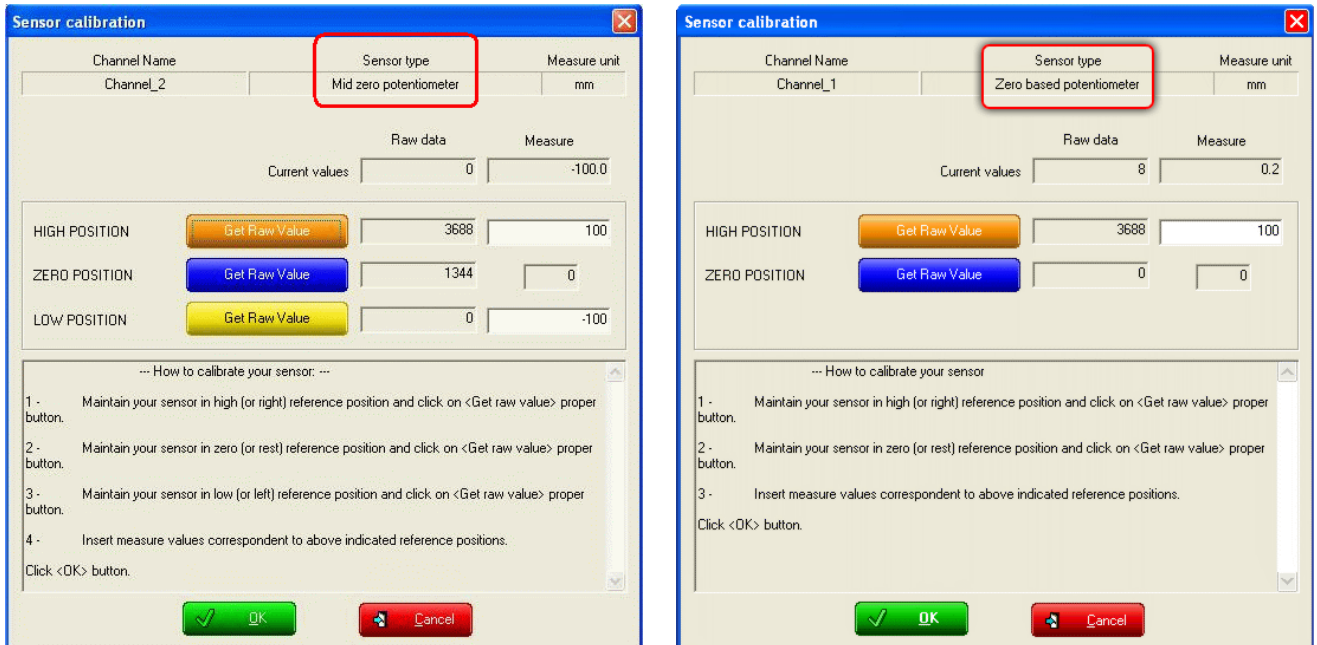 Sensor calibration
Channel Name Sensor type Measure unit
Channel_2 Mid zero potentiometer mm
Raw data Measure
Current values 0 -100.0
HIGH POSITION Get Raw Value 3688 100
ZERO POSITION Get Raw Value 1344 0
LOW POSITION Get Raw Value 0 -100
--- How to calibrate your sensor: ---
1 - Maintain your sensor in high (or right) reference position and click on <Get raw value> proper
button.
2 - Maintain your sensor in zero (or rest) reference position and click on <Get raw value> proper
button.
3 - Maintain your sensor in low (or left) reference position and click on <Get raw value> proper
button.
4 - Insert measure values correspondent to above indicated reference positions.
Click <OK> button.
OK Cancel
Sensor calibration
Channel Name Sensor type Measure unit
Channel_1 Zero based potentiometer mm
Raw data Measure
Current values 8 0.2
HIGH POSITION Get Raw Value 3688 100
ZERO POSITION Get Raw Value 0 0
--- How to calibrate your sensor
1 - Maintain your sensor in high (or right) reference position and click on <Get raw value> proper
button.
2 - Maintain your sensor in zero (or rest) reference position and click on <Get raw value> proper
button.
3 - Insert measure values correspondent to above indicated reference positions.
Click <OK> button.
OK Cancel